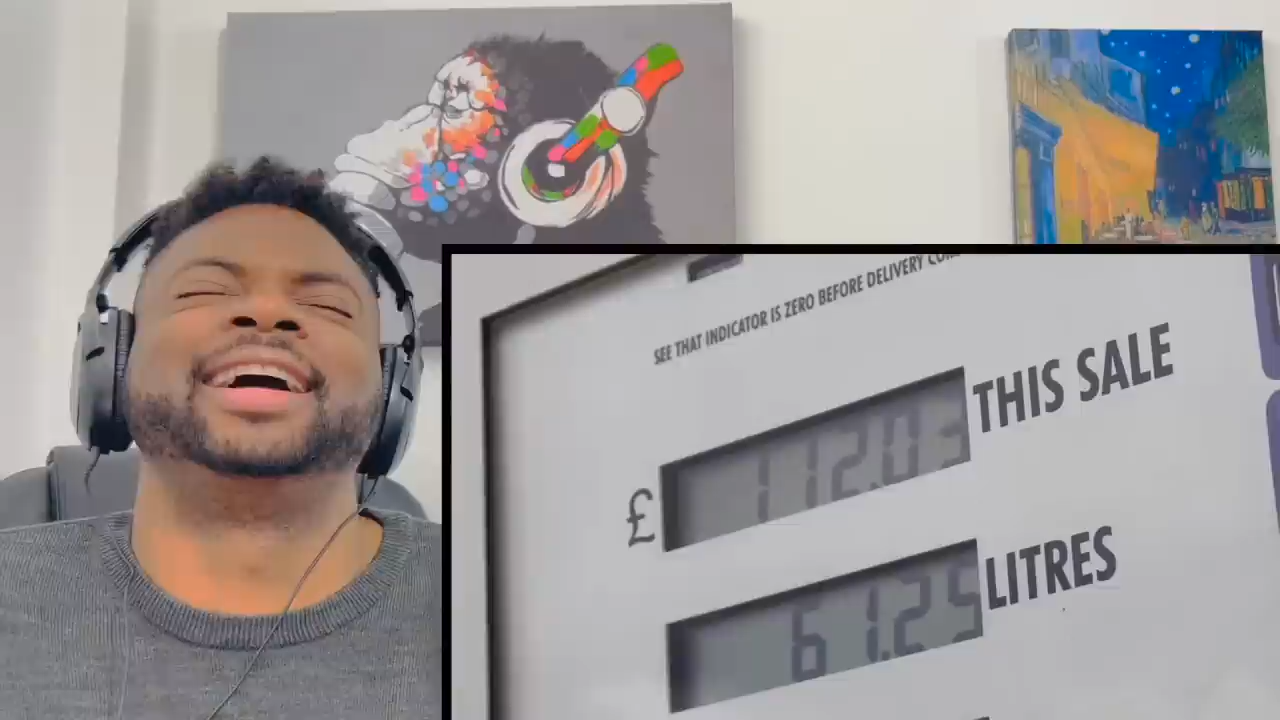 SEE THAT INDICATOR IS ZERO BEFORE DELIVERY
£ 112.03 THIS SALE
61.25 LITRES